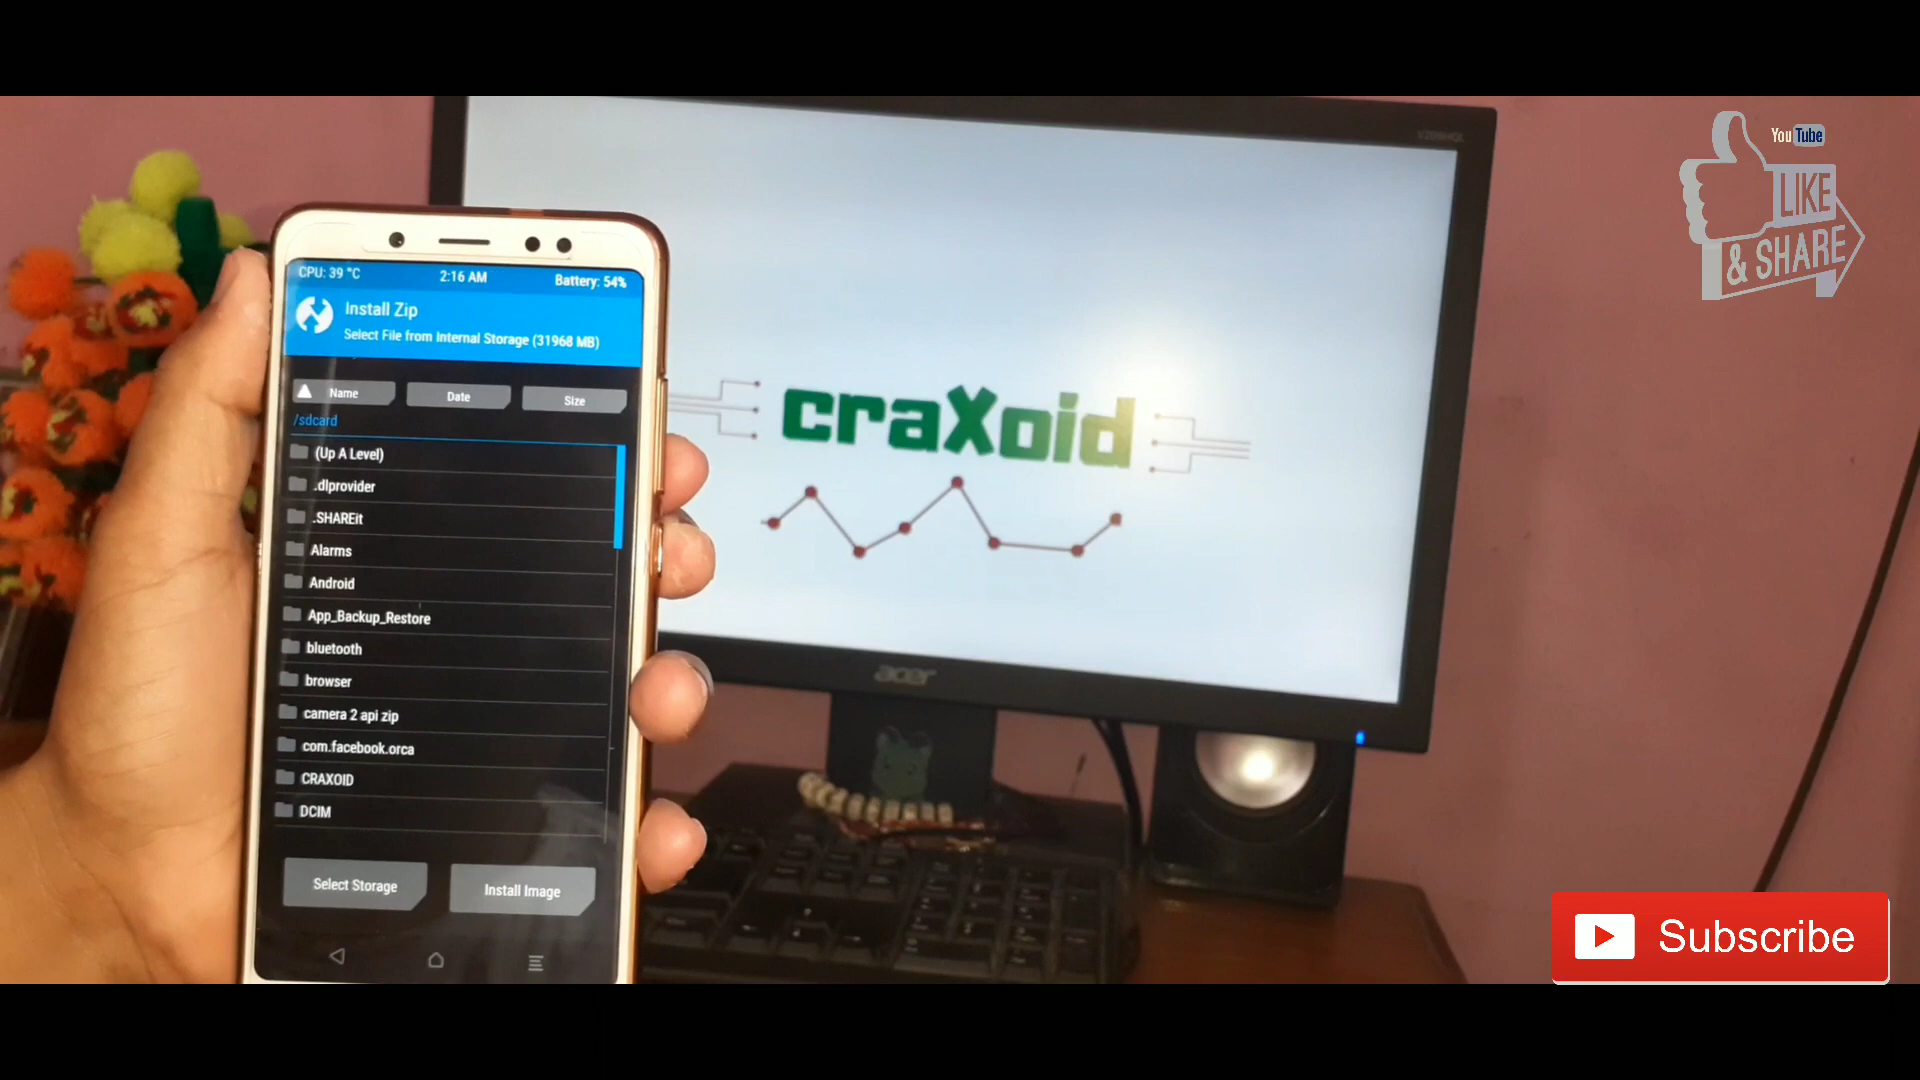 CPU: 39 °C
2:16 AM
Battery: 54%
Install Zip
Select File from Internal Storage (31968 MB)
Name
Date
Size
/sdcard
(Up A Level)
.dlprovider
.SHAREit
Alarms
Android
App_Backup_Restore
bluetooth
browser
camera 2 api zip
com.facebook.orca
CRAXOID
DCIM
Select Storage
Install Image
craXoid
acer
YouTube
LIKE
& SHARE
Subscribe